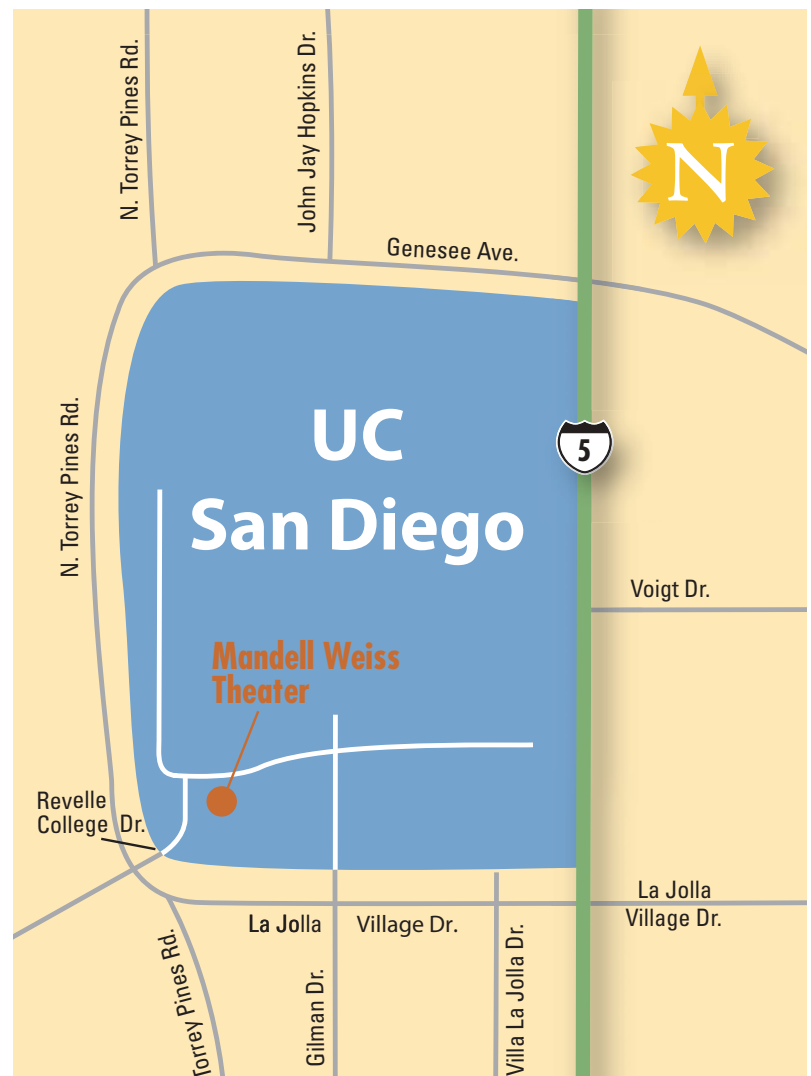 N. Torrey Pines Rd.
John Jay Hopkins Dr.
N
Genesee Ave.
N. Torrey Pines Rd.
UC
San Diego
5
Voigt Dr.
Mandell Weiss
Theater
Revelle
College Dr.
La Jolla
Village Dr.
La Jolla Village Dr.
Torrey Pines Rd.
Gilman Dr.
Villa La Jolla Dr.